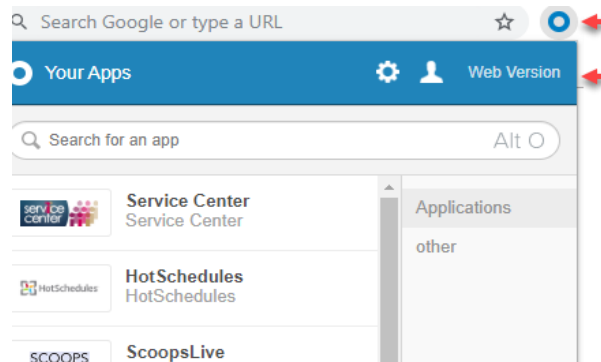 Search Google or type a URL
Your Apps
Web Version
Search for an app
Alt O
service center
Service Center
Service Center
Applications
other
HotSchedules
HotSchedules
HotSchedules
SCOOPS
ScoopsLive